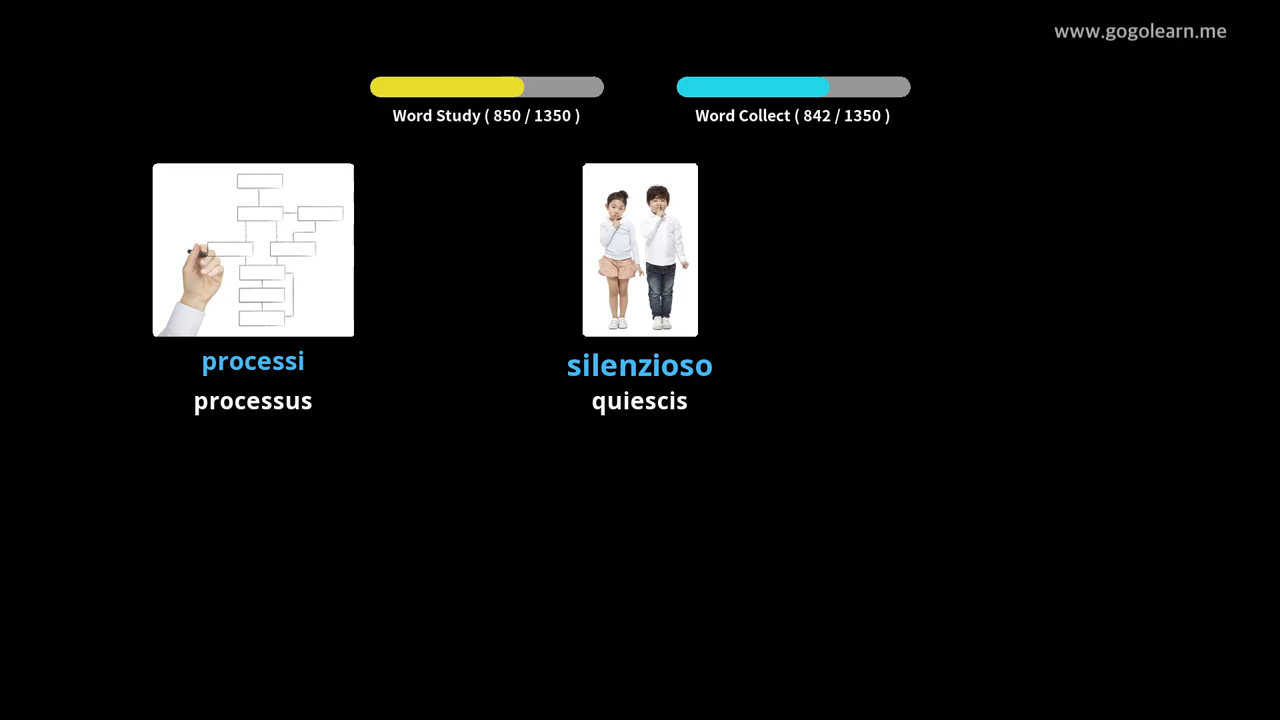 www.gogolearn.me
Word Study ( 850 / 1350 )
Word Collect ( 842 / 1350 )
processi
processus
silenzioso
quiescis